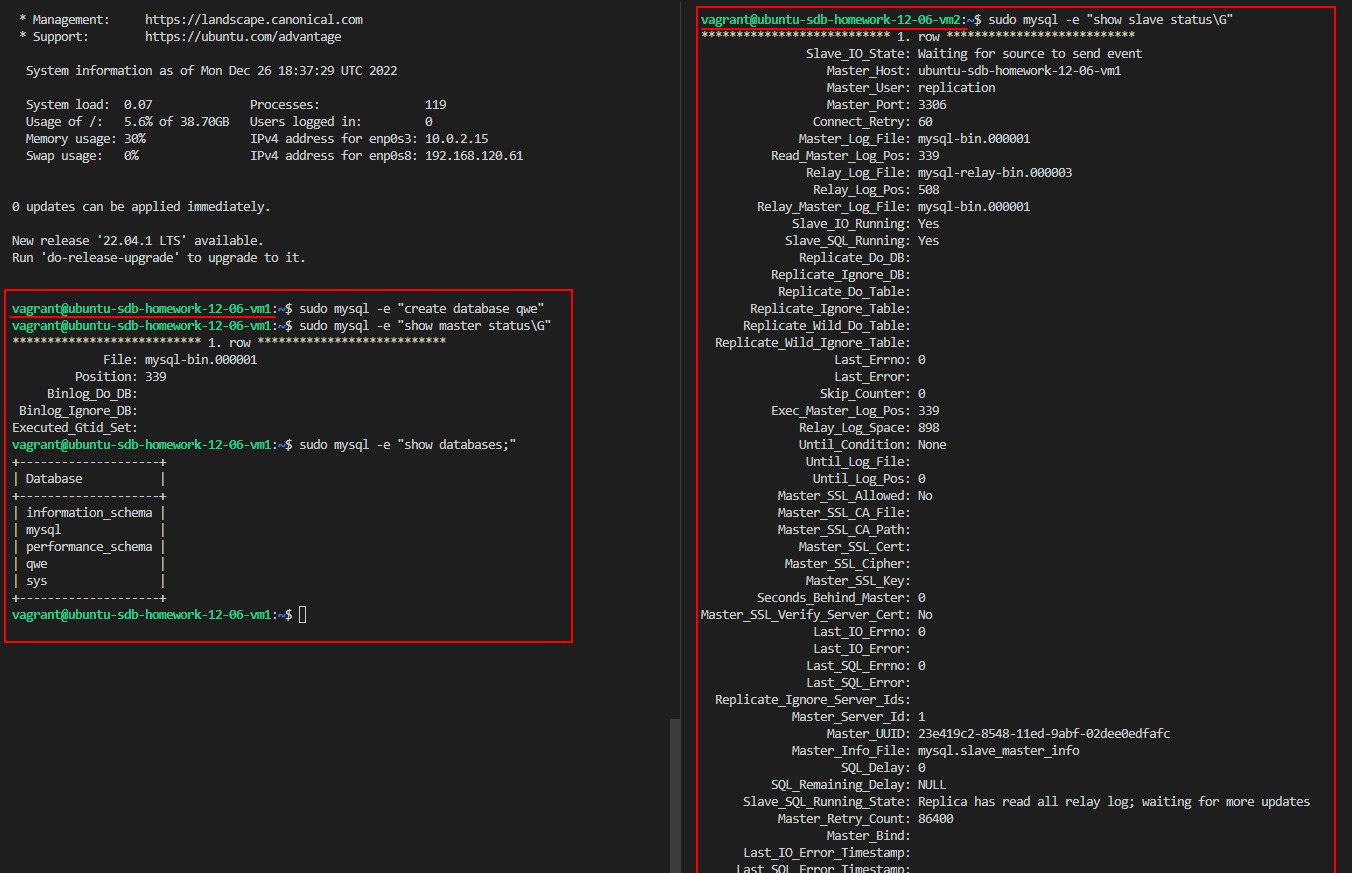 * Management:     https://landscape.canonical.com
 * Support:        https://ubuntu.com/advantage
  System information as of Mon Dec 26 18:37:29 UTC 2022
  System load:  0.07              Processes:               119
  Usage of /:   5.6% of 38.70GB   Users logged in:         0
  Memory usage: 30%               IPv4 address for enp0s3: 10.0.2.15
  Swap usage:   0%                IPv4 address for enp0s8: 192.168.120.61
0 updates can be applied immediately.
New release '22.04.1 LTS' available.
Run 'do-release-upgrade' to upgrade to it.
vagrant@ubuntu-sdb-homework-12-06-vm1:~$ sudo mysql -e "create database qwe"
vagrant@ubuntu-sdb-homework-12-06-vm1:~$ sudo mysql -e "show master status\G"
*************************** 1. row ***************************
             File: mysql-bin.000001
         Position: 339
     Binlog_Do_DB:
 Binlog_Ignore_DB:
Executed_Gtid_Set:
vagrant@ubuntu-sdb-homework-12-06-vm1:~$ sudo mysql -e "show databases;"
+--------------------+
| Database           |
+--------------------+
| information_schema |
| mysql              |
| performance_schema |
| qwe                |
| sys                |
+--------------------+
vagrant@ubuntu-sdb-homework-12-06-vm1:~$
vagrant@ubuntu-sdb-homework-12-06-vm2:~$ sudo mysql -e "show slave status\G"
*************************** 1. row ***************************
               Slave_IO_State: Waiting for source to send event
                  Master_Host: ubuntu-sdb-homework-12-06-vm1
                  Master_User: replication
                  Master_Port: 3306
                Connect_Retry: 60
              Master_Log_File: mysql-bin.000001
          Read_Master_Log_Pos: 339
               Relay_Log_File: mysql-relay-bin.000003
                Relay_Log_Pos: 508
        Relay_Master_Log_File: mysql-bin.000001
             Slave_IO_Running: Yes
            Slave_SQL_Running: Yes
              Replicate_Do_DB:
          Replicate_Ignore_DB:
           Replicate_Do_Table:
       Replicate_Ignore_Table:
      Replicate_Wild_Do_Table:
  Replicate_Wild_Ignore_Table:
                   Last_Errno: 0
                   Last_Error:
                 Skip_Counter: 0
          Exec_Master_Log_Pos: 339
              Relay_Log_Space: 898
              Until_Condition: None
               Until_Log_File:
                Until_Log_Pos: 0
           Master_SSL_Allowed: No
           Master_SSL_CA_File:
           Master_SSL_CA_Path:
              Master_SSL_Cert:
            Master_SSL_Cipher:
               Master_SSL_Key:
        Seconds_Behind_Master: 0
Master_SSL_Verify_Server_Cert: No
                Last_IO_Errno: 0
                Last_IO_Error:
               Last_SQL_Errno: 0
               Last_SQL_Error:
  Replicate_Ignore_Server_Ids:
             Master_Server_Id: 1
                  Master_UUID: 23e419c2-8548-11ed-9abf-02dee0edfafc
             Master_Info_File: mysql.slave_master_info
                    SQL_Delay: 0
          SQL_Remaining_Delay: NULL
      Slave_SQL_Running_State: Replica has read all relay log; waiting for more updates
           Master_Retry_Count: 86400
                  Master_Bind:
      Last_IO_Error_Timestamp:
     Last_SQL_Error_Timestamp: